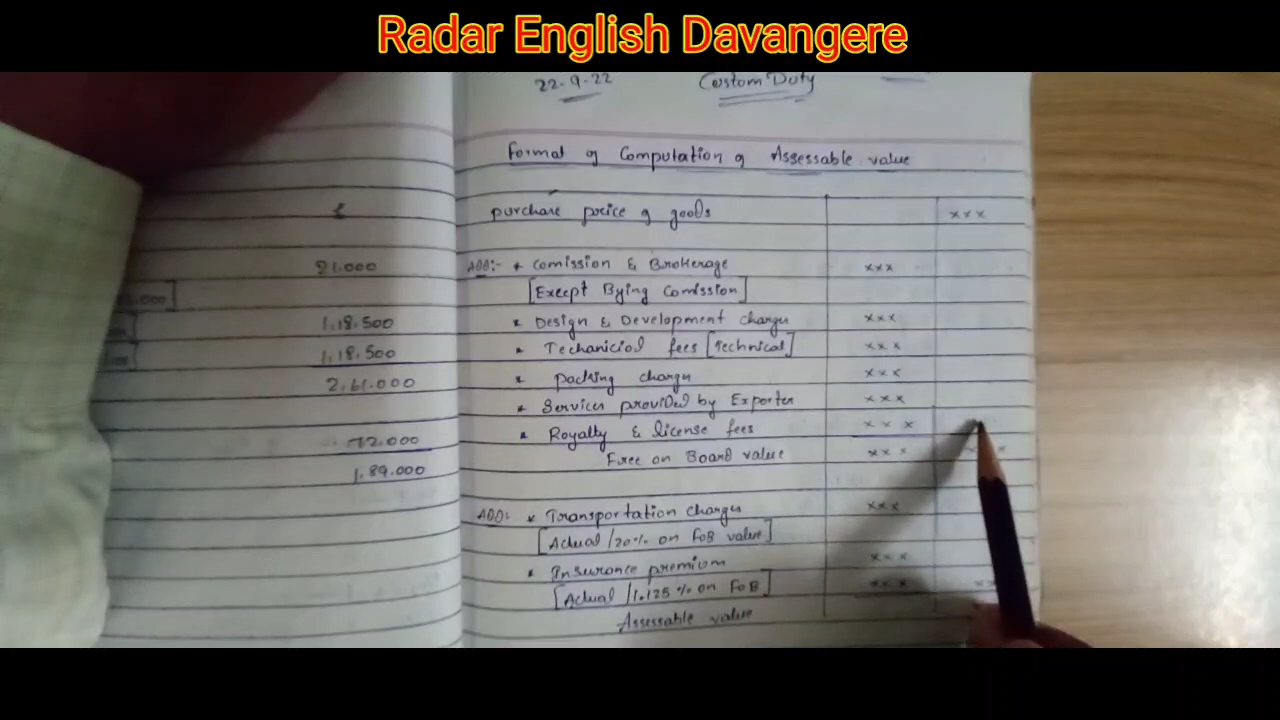 Radar English Davangere
22-9-22 Custom Duty
Format of Computation of Assessable value
purchase price of goods xxx
ADD:- * Comission & Brokerage xxx
[Except Bying Comission]
* Design & Development charges xxx
* Techanicial fees [Technical] xxx
* packing charges xxx
* Services provided by Exporter xxx
* Royalty & license fees xxx
Free on Board value xxx
ADD: * Transportation charges xxx
[Actual /20% on FOB value]
* Insurance premium xxx
[Actual /1.125 % on FOB] xxx
Assessable value
21.000
1,18,500
1,18,500
2,61,000
72.000
1,89,000